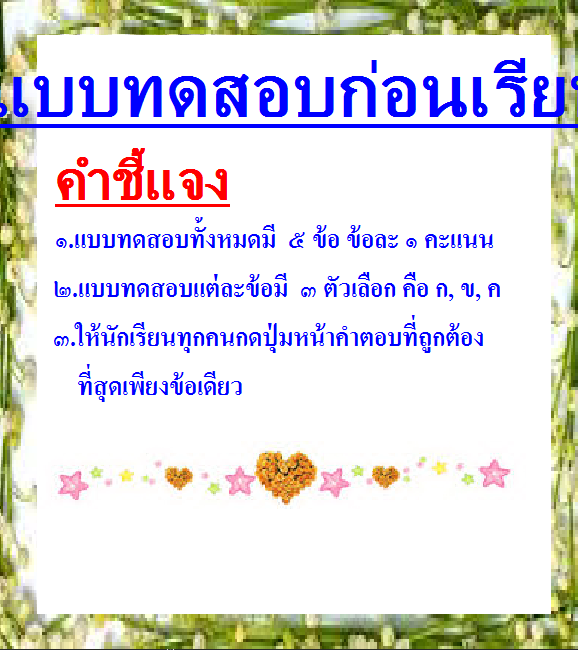 แบบทดสอบก่อนเรีย
คำชี้แจง
๑.แบบทดสอบทั้งหมดมี ๕ ข้อ ข้อละ ๑ คะแนน
๒.แบบทดสอบแต่ละข้อมี ๓ ตัวเลือก คือ ก, ข, ค
๓.ให้นักเรียนทุกคนกดปุ่มหน้าคำตอบที่ถูกต้อง
ที่สุดเพียงข้อเดียว